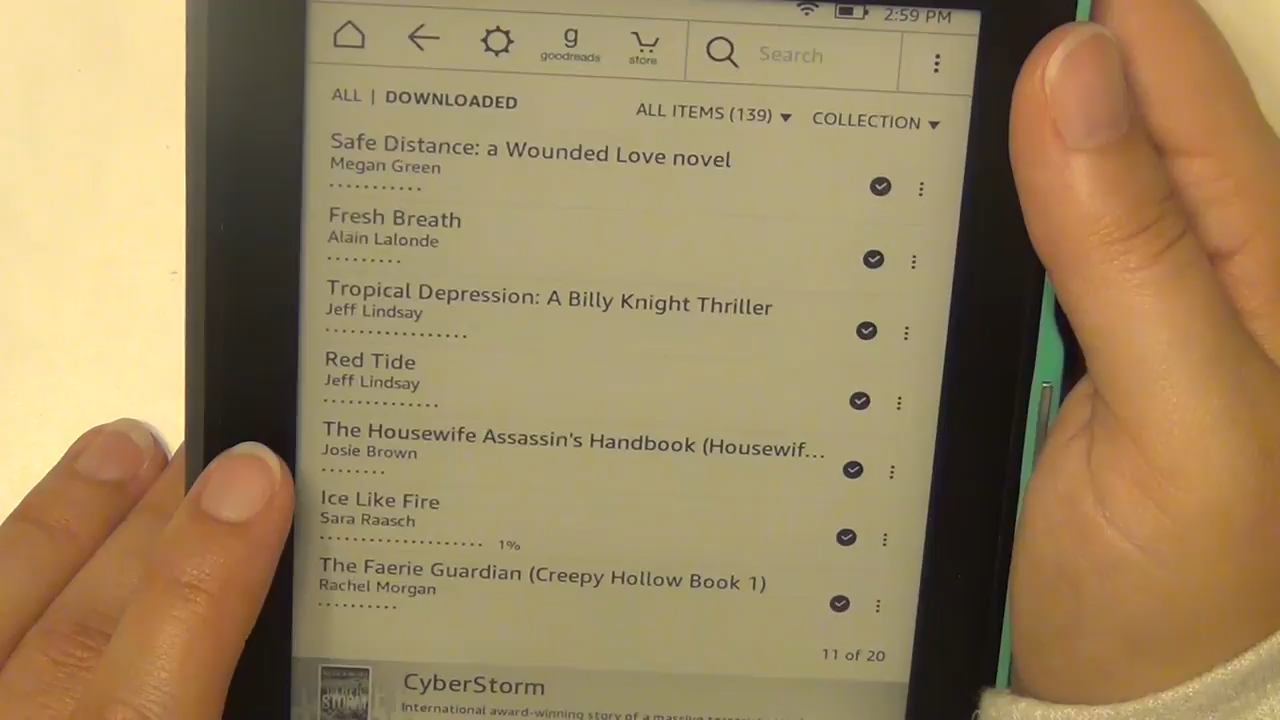 2:59 PM
goodreads
store
Search
ALL | DOWNLOADED
ALL ITEMS (139)
COLLECTION
Safe Distance: a Wounded Love novel
Megan Green
Fresh Breath
Alain Lalonde
Tropical Depression: A Billy Knight Thriller
Jeff Lindsay
Red Tide
Jeff Lindsay
The Housewife Assassin's Handbook (Housewif...
Josie Brown
Ice Like Fire
Sara Raasch
1%
The Faerie Guardian (Creepy Hollow Book 1)
Rachel Morgan
11 of 20
CyberStorm
International award-winning story of a massive